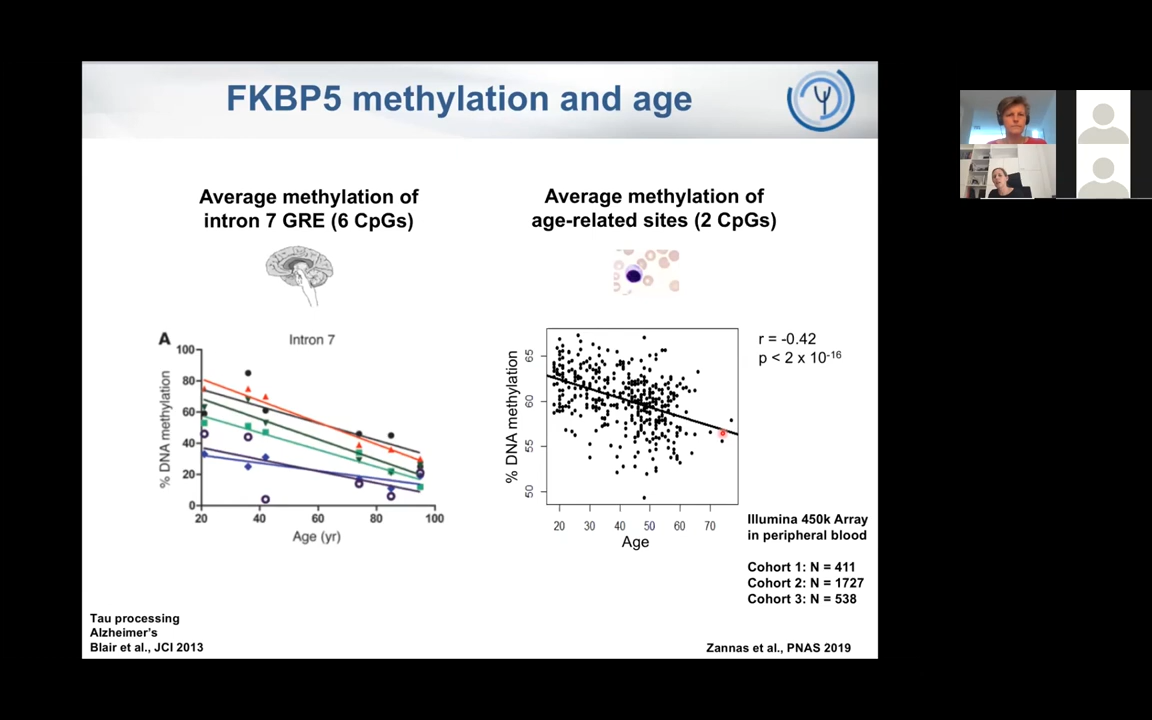 FKBP5 methylation and age
Average methylation of
intron 7 GRE (6 CpGs)
Average methylation of
age-related sites (2 CpGs)
A
Intron 7
% DNA methylation
100
80
60
40
20
0
20 40 60 80 100
Age (yr)
% DNA methylation
65
60
55
50
20 30 40 50 60 70
Age
r = -0.42
p < 2 x 10⁻¹⁶
Illumina 450k Array
in peripheral blood
Cohort 1: N = 411
Cohort 2: N = 1727
Cohort 3: N = 538
Tau processing
Alzheimer's
Blair et al., JCI 2013
Zannas et al., PNAS 2019